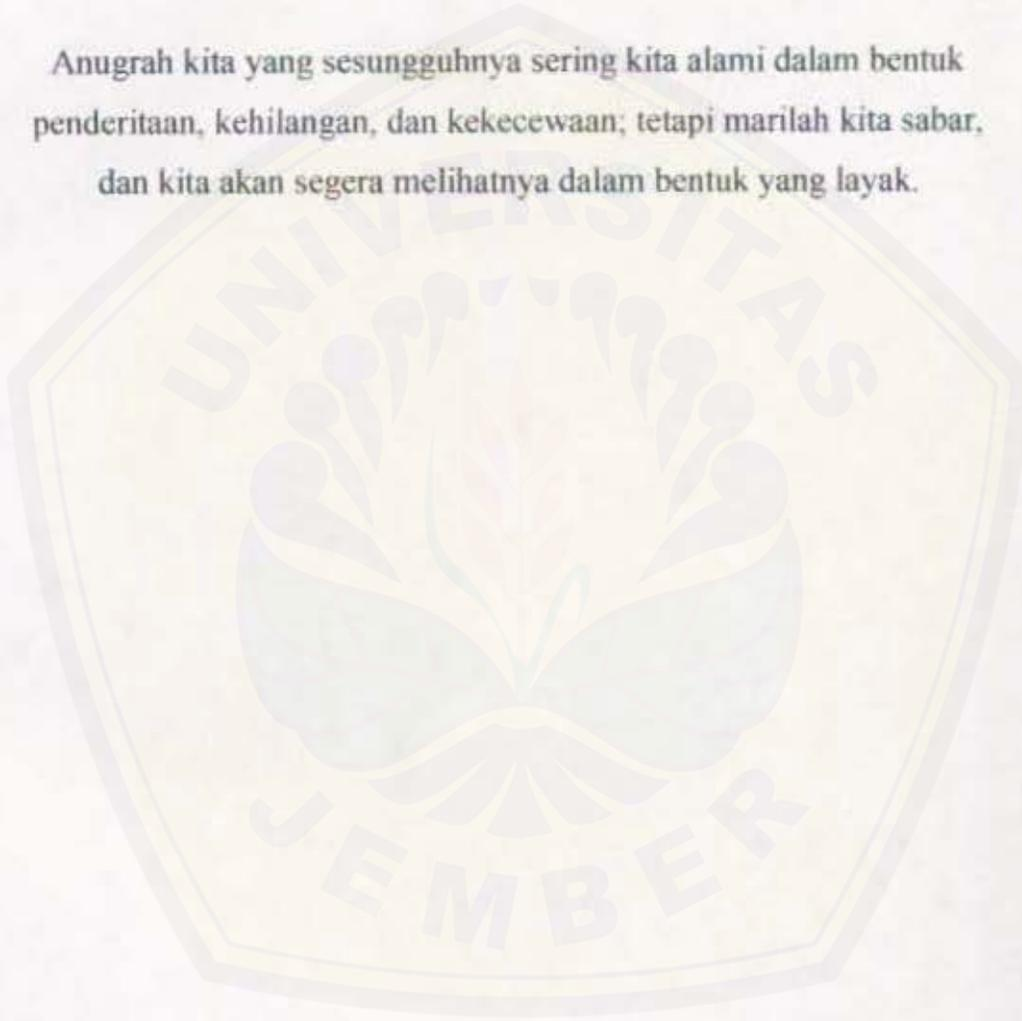 Anugrah kita yang sesungguhnya sering kita alami dalam bentuk
penderitaan, kehilangan, dan kekecewaan; tetapi marilah kita sabar,
dan kita akan segera melihatnya dalam bentuk yang layak.
UNIVERSITAS
JEMBER